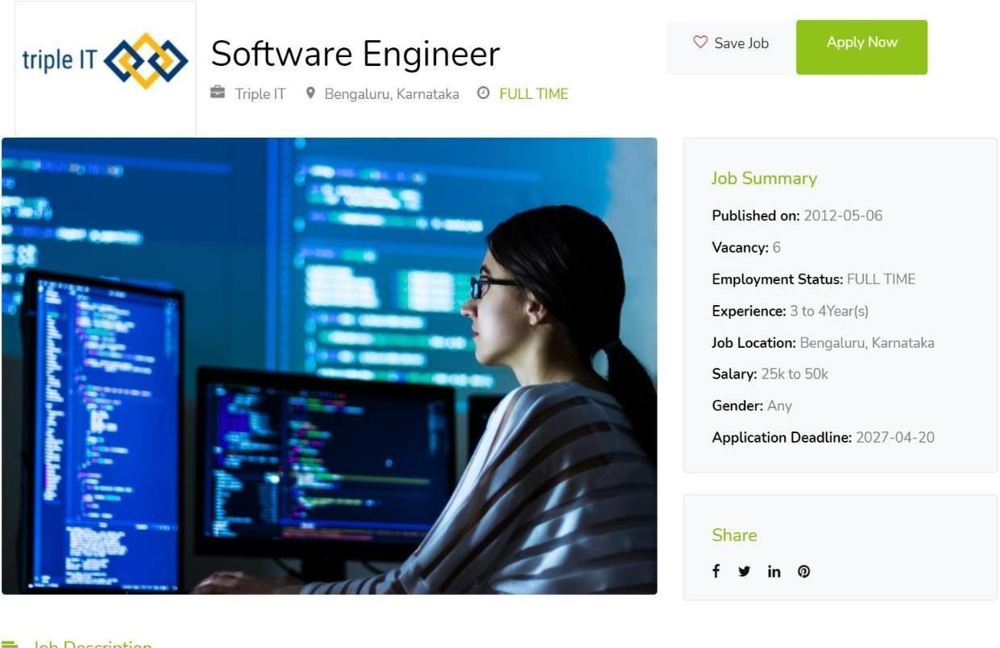 triple IT
Software Engineer
Triple IT Bengaluru, Karnataka FULL TIME
Save Job
Apply Now
Job Summary
Published on: 2012-05-06
Vacancy: 6
Employment Status: FULL TIME
Experience: 3 to 4Year(s)
Job Location: Bengaluru, Karnataka
Salary: 25k to 50k
Gender: Any
Application Deadline: 2027-04-20
Share
Job Description